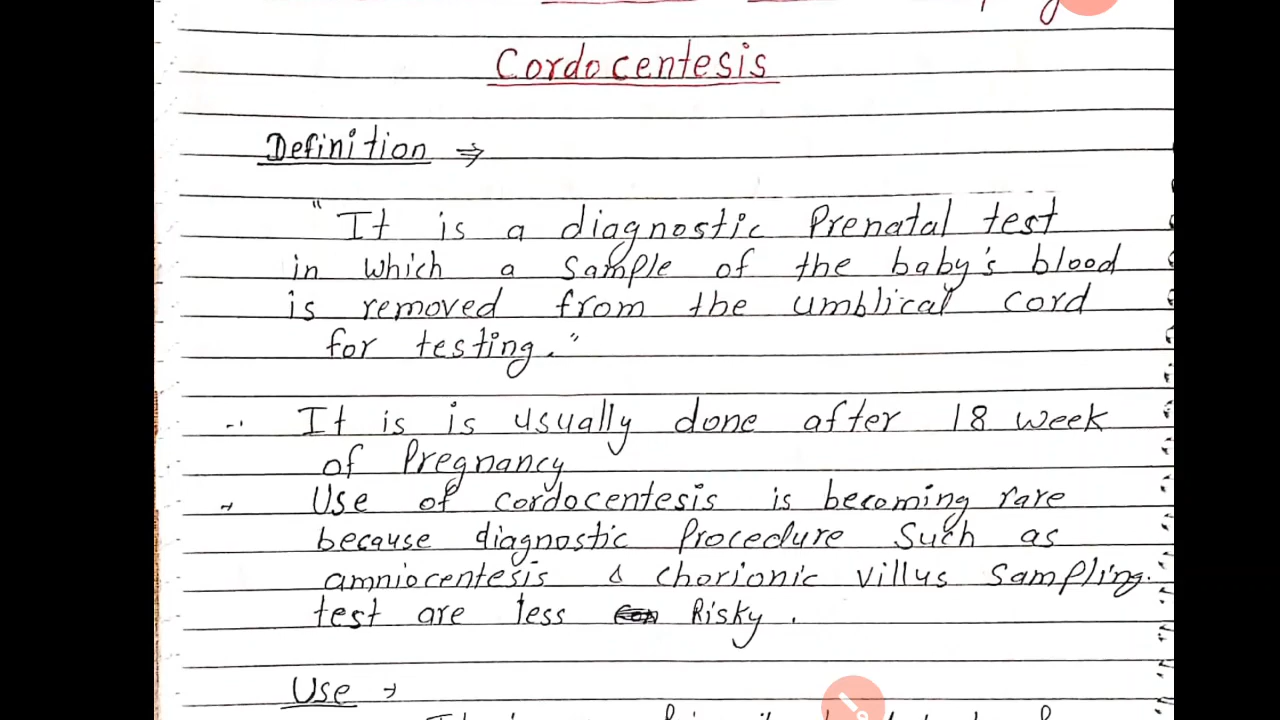 Cordocentesis
Definition ⇒
"It is a diagnostic Prenatal test
in which a sample of the baby's blood
is removed from the umblical cord
for testing."
It is is usually done after 18 week
of Pregnancy
→ Use of cordocentesis is becoming rare
because diagnostic Procedure Such as
amniocentesis & chorionic villus sampling.
test are less Risky.
Use →